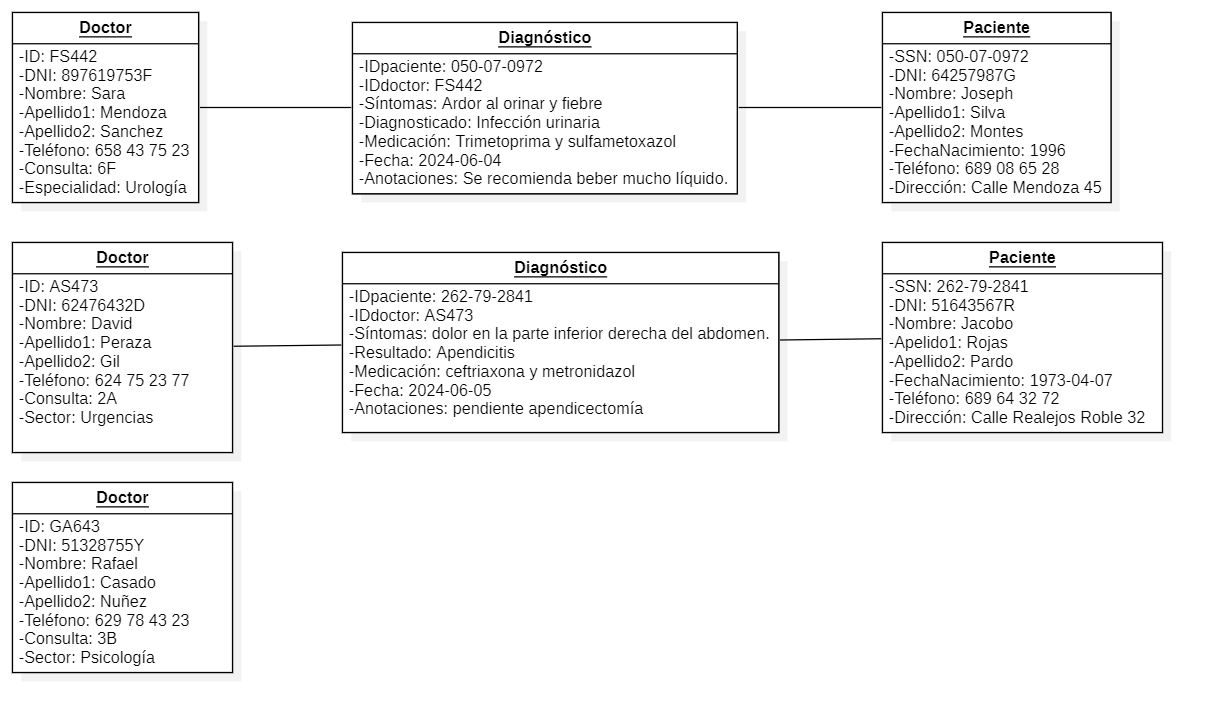 Doctor
-ID: FS442
-DNI: 897619753F
-Nombre: Sara
-Apellido1: Mendoza
-Apellido2: Sanchez
-Teléfono: 658 43 75 23
-Consulta: 6F
-Especialidad: Urología
Diagnóstico
-IDpaciente: 050-07-0972
-IDdoctor: FS442
-Síntomas: Ardor al orinar y fiebre
-Diagnosticado: Infección urinaria
-Medicación: Trimetoprima y sulfametoxazol
-Fecha: 2024-06-04
-Anotaciones: Se recomienda beber mucho líquido.
Paciente
-SSN: 050-07-0972
-DNI: 64257987G
-Nombre: Joseph
-Apellido1: Silva
-Apellido2: Montes
-FechaNacimiento: 1996
-Teléfono: 689 08 65 28
-Dirección: Calle Mendoza 45
Doctor
-ID: AS473
-DNI: 62476432D
-Nombre: David
-Apellido1: Peraza
-Apellido2: Gil
-Teléfono: 624 75 23 77
-Consulta: 2A
-Sector: Urgencias
Diagnóstico
-IDpaciente: 262-79-2841
-IDdoctor: AS473
-Síntomas: dolor en la parte inferior derecha del abdomen.
-Resultado: Apendicitis
-Medicación: ceftriaxona y metronidazol
-Fecha: 2024-06-05
-Anotaciones: pendiente apendicectomía
Paciente
-SSN: 262-79-2841
-DNI: 51643567R
-Nombre: Jacobo
-Apelido1: Rojas
-Apellido2: Pardo
-FechaNacimiento: 1973-04-07
-Teléfono: 689 64 32 72
-Dirección: Calle Realejos Roble 32
Doctor
-ID: GA643
-DNI: 51328755Y
-Nombre: Rafael
-Apellido1: Casado
-Apellido2: Nuñez
-Teléfono: 629 78 43 23
-Consulta: 3B
-Sector: Psicología